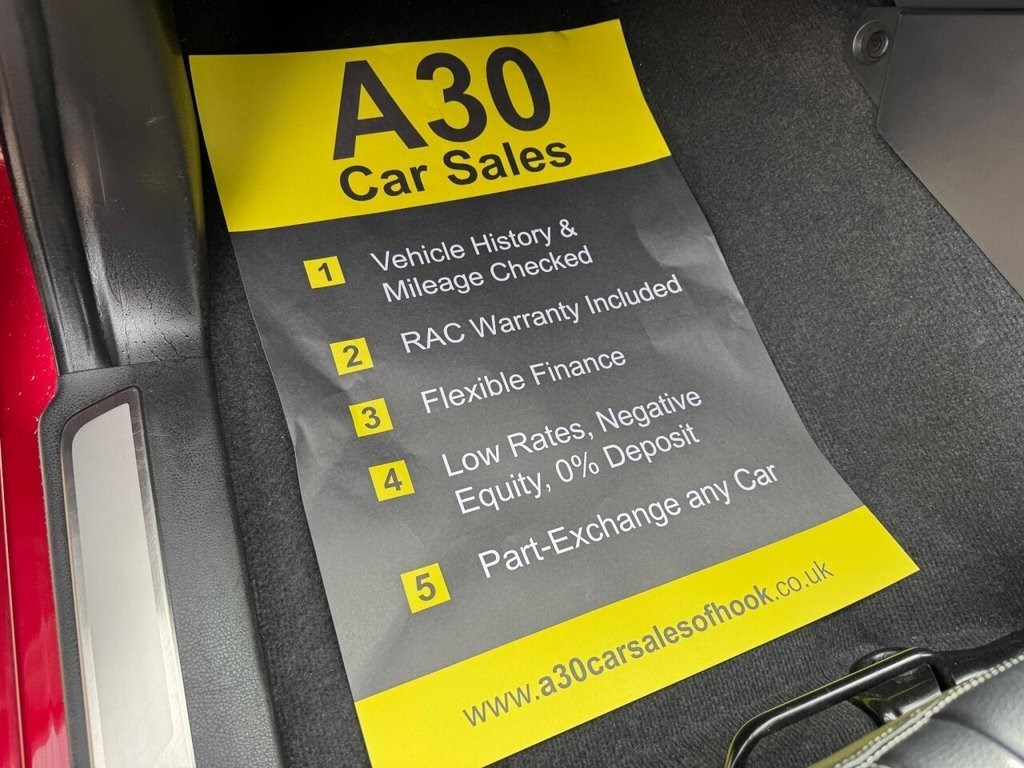 A30
Car Sales
1 Vehicle History &
Mileage Checked
2 RAC Warranty Included
3 Flexible Finance
4 Low Rates, Negative
Equity, 0% Deposit
5 Part-Exchange any Car
www.a30carsalesofhook.co.uk